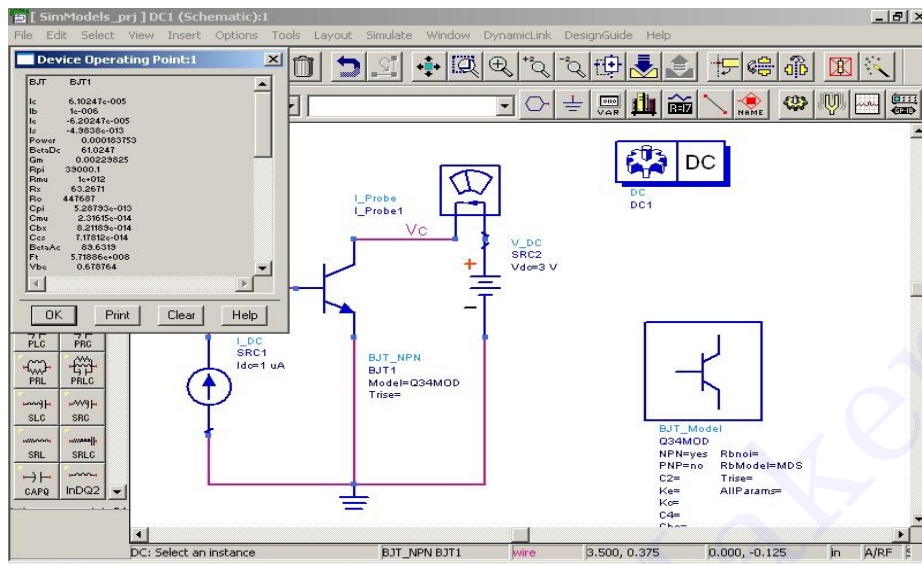 [ SimModels_prj ] DC1 (Schematic):1
File Edit Select View Insert Options Tools Layout Simulate Window DynamicLink DesignGuide Help
Device Operating Point:1
BJT BJT1
Ic 6.10247e-005
Ib 1e-006
Ie -6.20247e-005
Is -4.9838e-013
Power 0.000183753
BetaDc 61.0247
Gm 0.00229825
Rpi 39000.1
Rmu 1e+012
Rx 63.2671
Ro 447687
Cpi 5.28793e-013
Cmu 2.31615e-014
Cbx 8.21189e-014
Ccs 7.17812e-014
BetaAc 89.6319
Ft 5.71886e+008
Vbe 0.678764
OK Print Clear Help
VAR
NAME
I_Probe
I_Probe1
Vc
V_DC
SRC2
Vdc=3 V
+
-
DC
DC
DC1
I_DC
SRC1
Idc=1 uA
BJT_NPN
BJT1
Model=Q34MOD
Trise=
BJT_Model
Q34MOD
NPN=yes Rbnoi=
PNP=no RbModel=MDS
C2= Trise=
Ke= AllParams=
Kc=
C4=
PLC PRC
PRL PRLC
SLC SRC
SRL SRLC
CAPQ InDQ2
DC: Select an instance BJT_NPN BJT1 wire 3.500, 0.375 0.000, -0.125 in A/RF